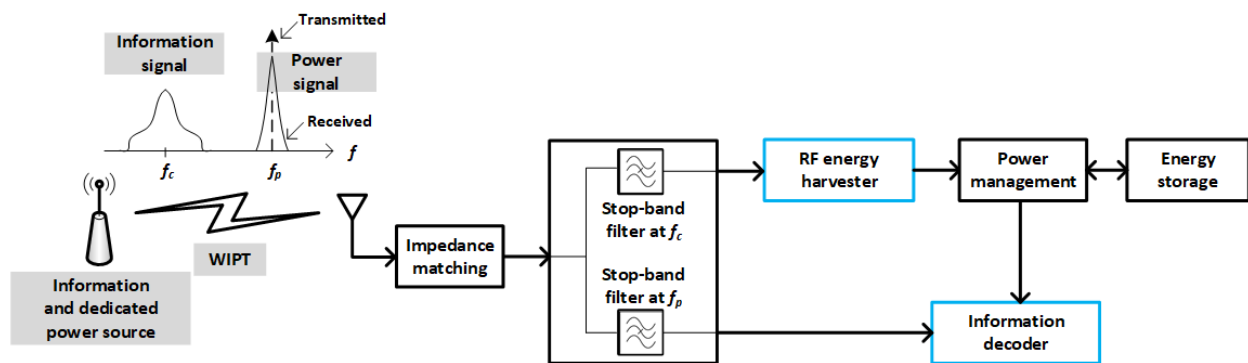 Transmitted
Information
signal
Power
signal
Received
f
fc
fp
WIPT
Information
and dedicated
power source
Impedance
matching
Stop-band
filter at fc
Stop-band
filter at fp
RF energy
harvester
Power
management
Energy
storage
Information
decoder